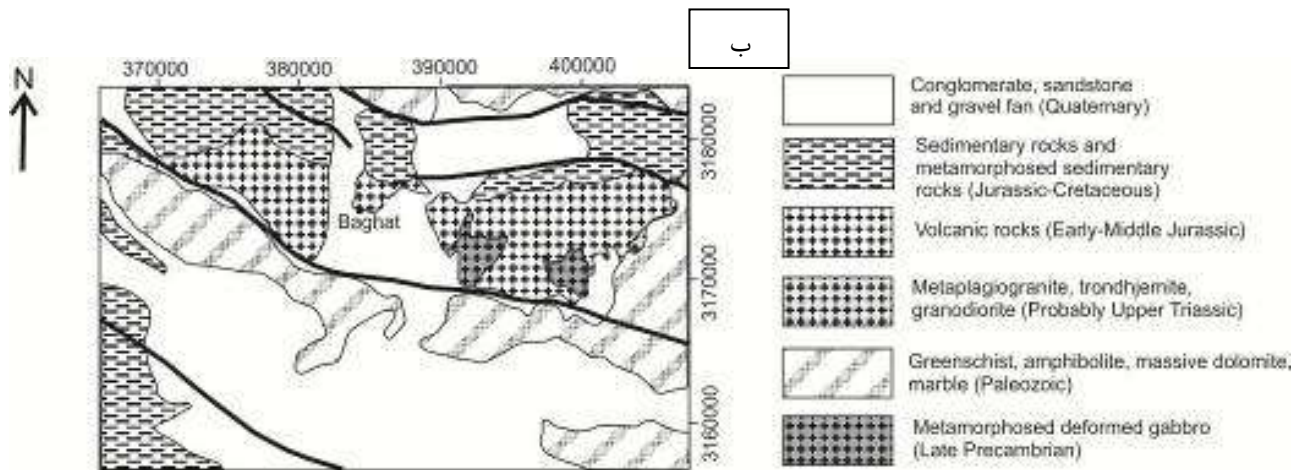 ب
N
370000 380000 390000 400000
3180000
3170000
3160000
Baghat
Conglomerate, sandstone
and gravel fan (Quaternary)
Sedimentary rocks and
metamorphosed sedimentary
rocks (Jurassic-Cretaceous)
Volcanic rocks (Early-Middle Jurassic)
Metaplagiogranite, trondhjemite,
granodiorite (Probably Upper Triassic)
Greenschist, amphibolite, massive dolomite,
marble (Paleozoic)
Metamorphosed deformed gabbro
(Late Precambrian)